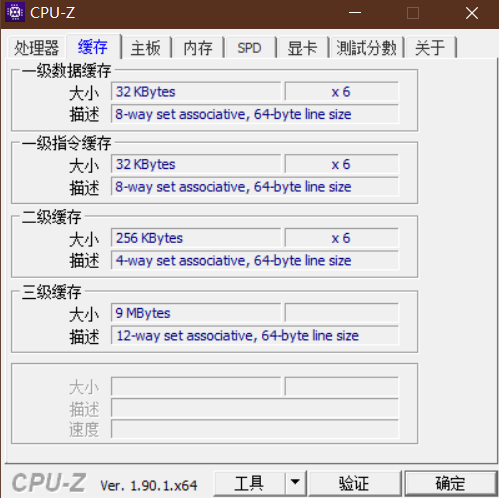 CPU-Z
处理器 缓存 主板 内存 SPD 显卡 測試分數 关于
一级数据缓存
大小 32 KBytes x 6
描述 8-way set associative, 64-byte line size
一级指令缓存
大小 32 KBytes x 6
描述 8-way set associative, 64-byte line size
二级缓存
大小 256 KBytes x 6
描述 4-way set associative, 64-byte line size
三级缓存
大小 9 MBytes
描述 12-way set associative, 64-byte line size
大小
描述
速度
CPU-Z Ver. 1.90.1.x64 工具 验证 确定